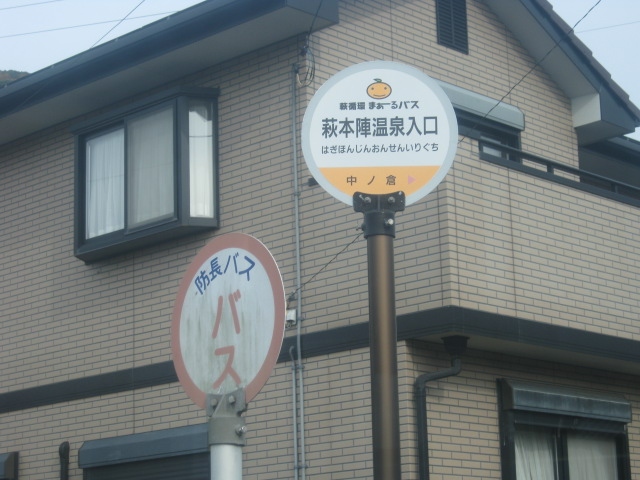 萩循環 まぁーるバス
萩本陣温泉入口
はぎほんじんおんせんいりぐち
中ノ倉
防長バス
バス